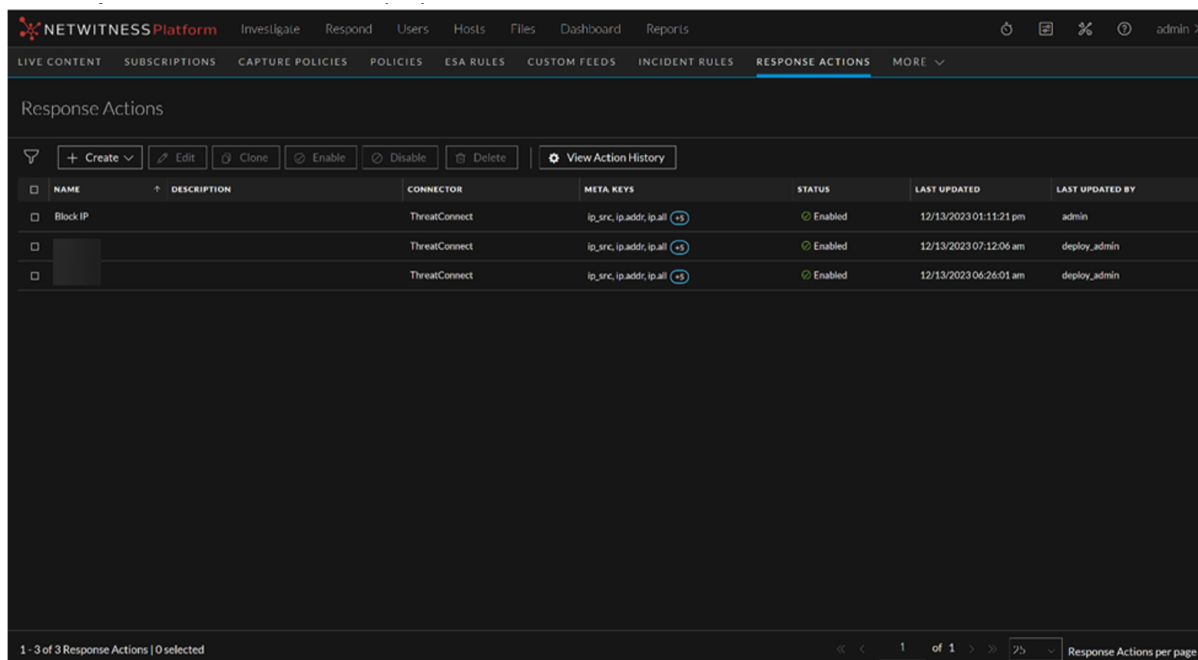 NETWITNESS Platform Investigate Respond Users Hosts Files Dashboard Reports admin
LIVE CONTENT SUBSCRIPTIONS CAPTURE POLICIES POLICIES ESA RULES CUSTOM FEEDS INCIDENT RULES RESPONSE ACTIONS MORE
Response Actions
+ Create Edit Clone Enable Disable Delete View Action History
NAME ↑ DESCRIPTION CONNECTOR META KEYS STATUS LAST UPDATED LAST UPDATED BY
Block IP ThreatConnect ip_src, ip.addr, ip.all +5 Enabled 12/13/2023 01:11:21 pm admin
ThreatConnect ip_src, ip.addr, ip.all +5 Enabled 12/13/2023 07:12:06 am deploy_admin
ThreatConnect ip_src, ip.addr, ip.all +5 Enabled 12/13/2023 06:26:01 am deploy_admin
1 - 3 of 3 Response Actions | 0 selected « < 1 of 1 > » 25 Response Actions per page